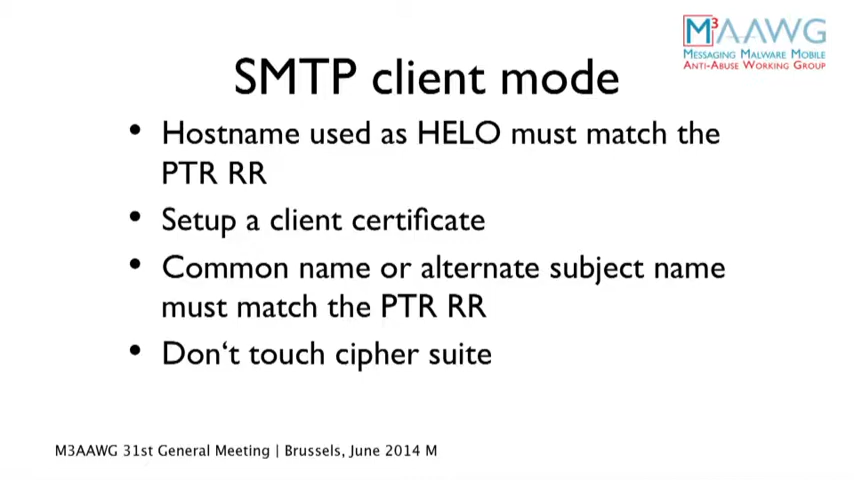 M³AAWG
MESSAGING MALWARE MOBILE
ANTI-ABUSE WORKING GROUP
SMTP client mode
• Hostname used as HELO must match the
PTR RR
• Setup a client certificate
• Common name or alternate subject name
must match the PTR RR
• Don‘t touch cipher suite
M3AAWG 31st General Meeting | Brussels, June 2014 M